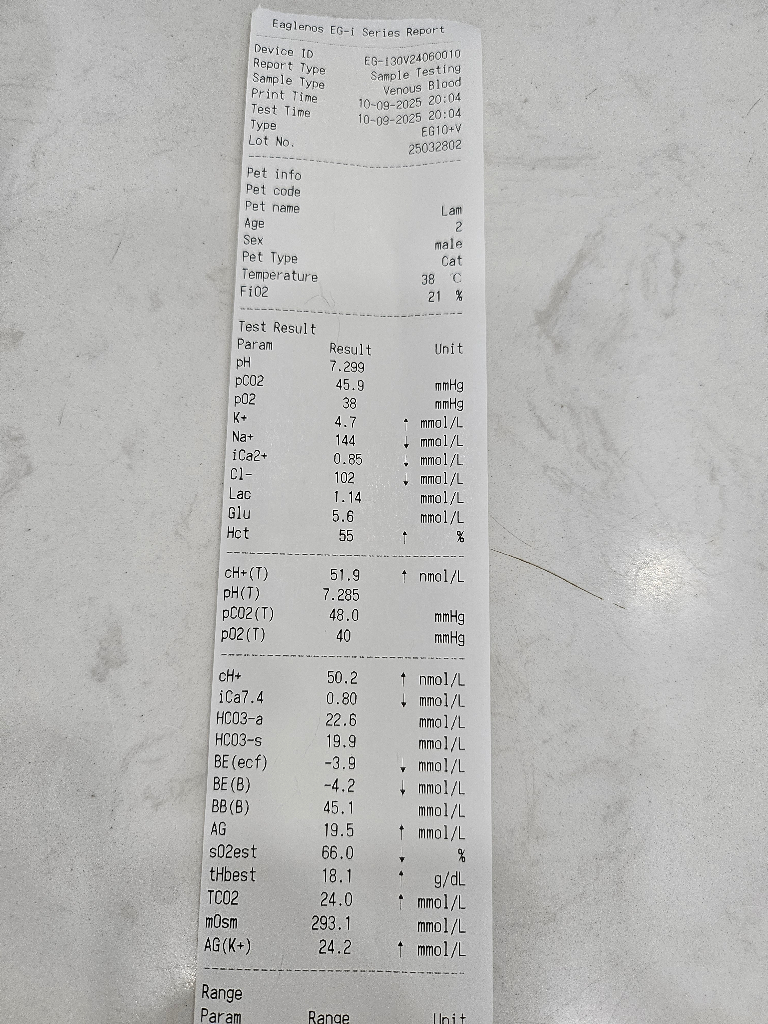 Eaglenos EG-i Series Report
Device ID EG-I30V24060010
Report Type Sample Testing
Sample Type Venous Blood
Print Time 10-09-2025 20:04
Test Time 10-09-2025 20:04
Type EG10+V
Lot No. 25032802
Pet info
Pet code
Pet name Lam
Age 2
Sex male
Pet Type Cat
Temperature 38 ℃
FiO2 21 %
Test Result
Param Result Unit
pH 7.299
pCO2 45.9 mmHg
pO2 38 mmHg
K+ 4.7 ↑ mmol/L
Na+ 144 ↓ mmol/L
iCa2+ 0.85 ↓ mmol/L
Cl- 102 ↓ mmol/L
Lac 1.14 mmol/L
Glu 5.6 mmol/L
Hct 55 ↑ %
cH+(T) 51.9 ↑ nmol/L
pH(T) 7.285
pCO2(T) 48.0 mmHg
pO2(T) 40 mmHg
cH+ 50.2 ↑ nmol/L
iCa7.4 0.80 ↓ mmol/L
HCO3-a 22.6 mmol/L
HCO3-s 19.9 mmol/L
BE(ecf) -3.9 ↓ mmol/L
BE(B) -4.2 ↓ mmol/L
BB(B) 45.1 mmol/L
AG 19.5 ↑ mmol/L
sO2est 66.0 ↓ %
tHbest 18.1 ↑ g/dL
TCO2 24.0 ↑ mmol/L
mOsm 293.1 mmol/L
AG(K+) 24.2 ↑ mmol/L
Range
Param Range Unit